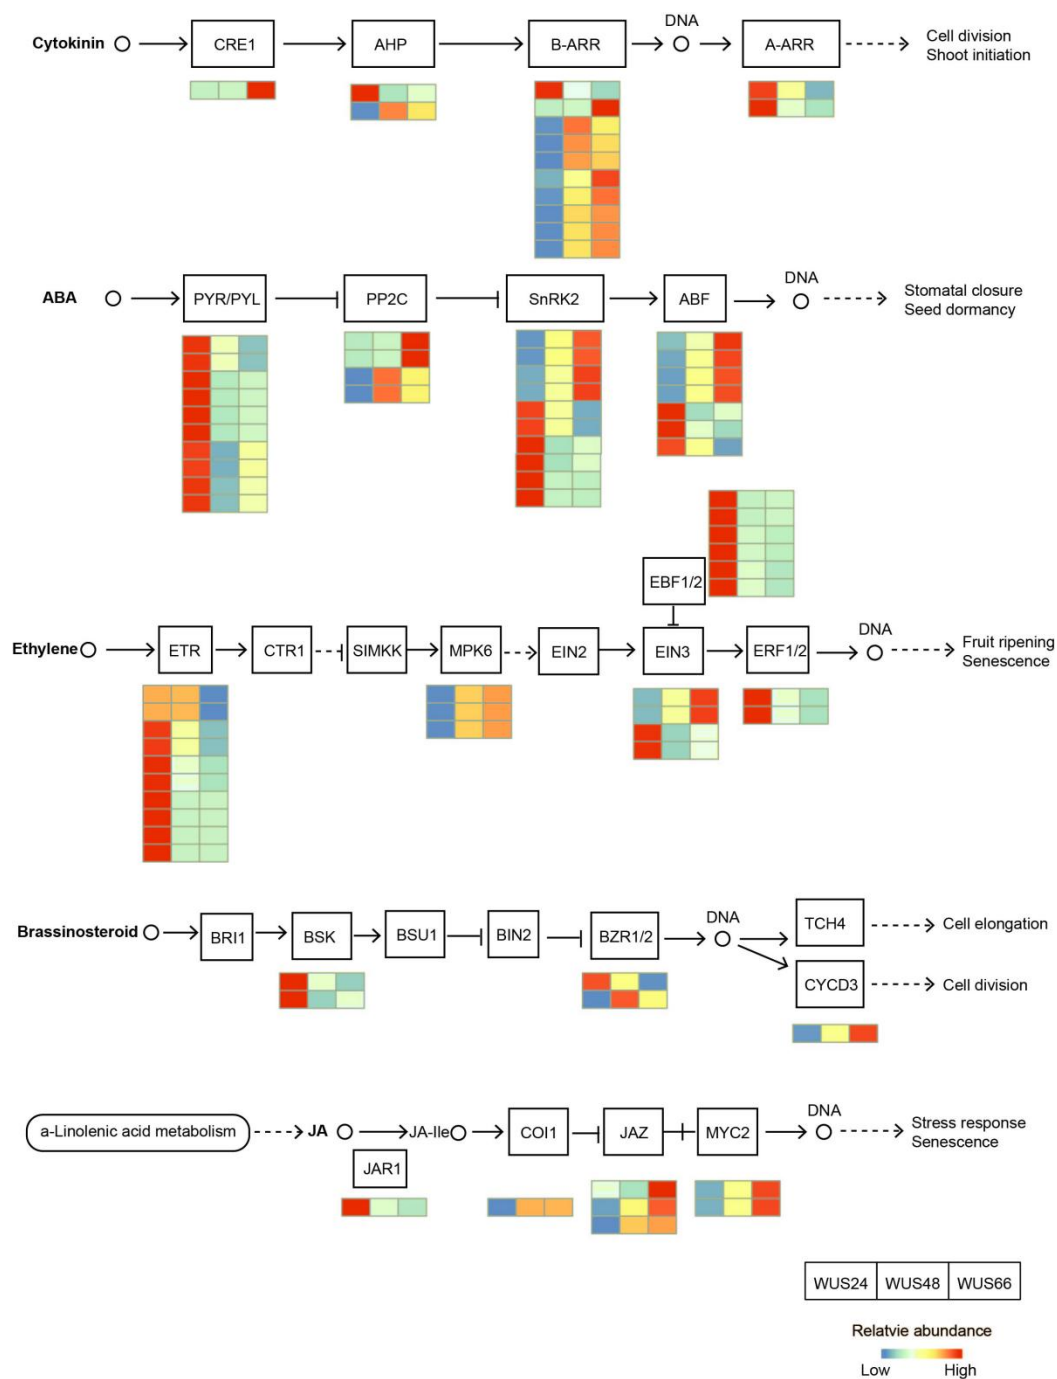 Cytokinin CRE1 AHP B-ARR DNA A-ARR Cell division
Shoot initiation
ABA PYR/PYL PP2C SnRK2 ABF DNA Stomatal closure
Seed dormancy
EBF1/2
Ethylene ETR CTR1 SIMKK MPK6 EIN2 EIN3 ERF1/2 DNA Fruit ripening
Senescence
Brassinosteroid BRI1 BSK BSU1 BIN2 BZR1/2 DNA TCH4 Cell elongation
CYCD3 Cell division
a-Linolenic acid metabolism JA JA-Ile COI1 JAZ MYC2 DNA Stress response
Senescence
JAR1
WUS24 WUS48 WUS66
Relatvie abundance
Low High